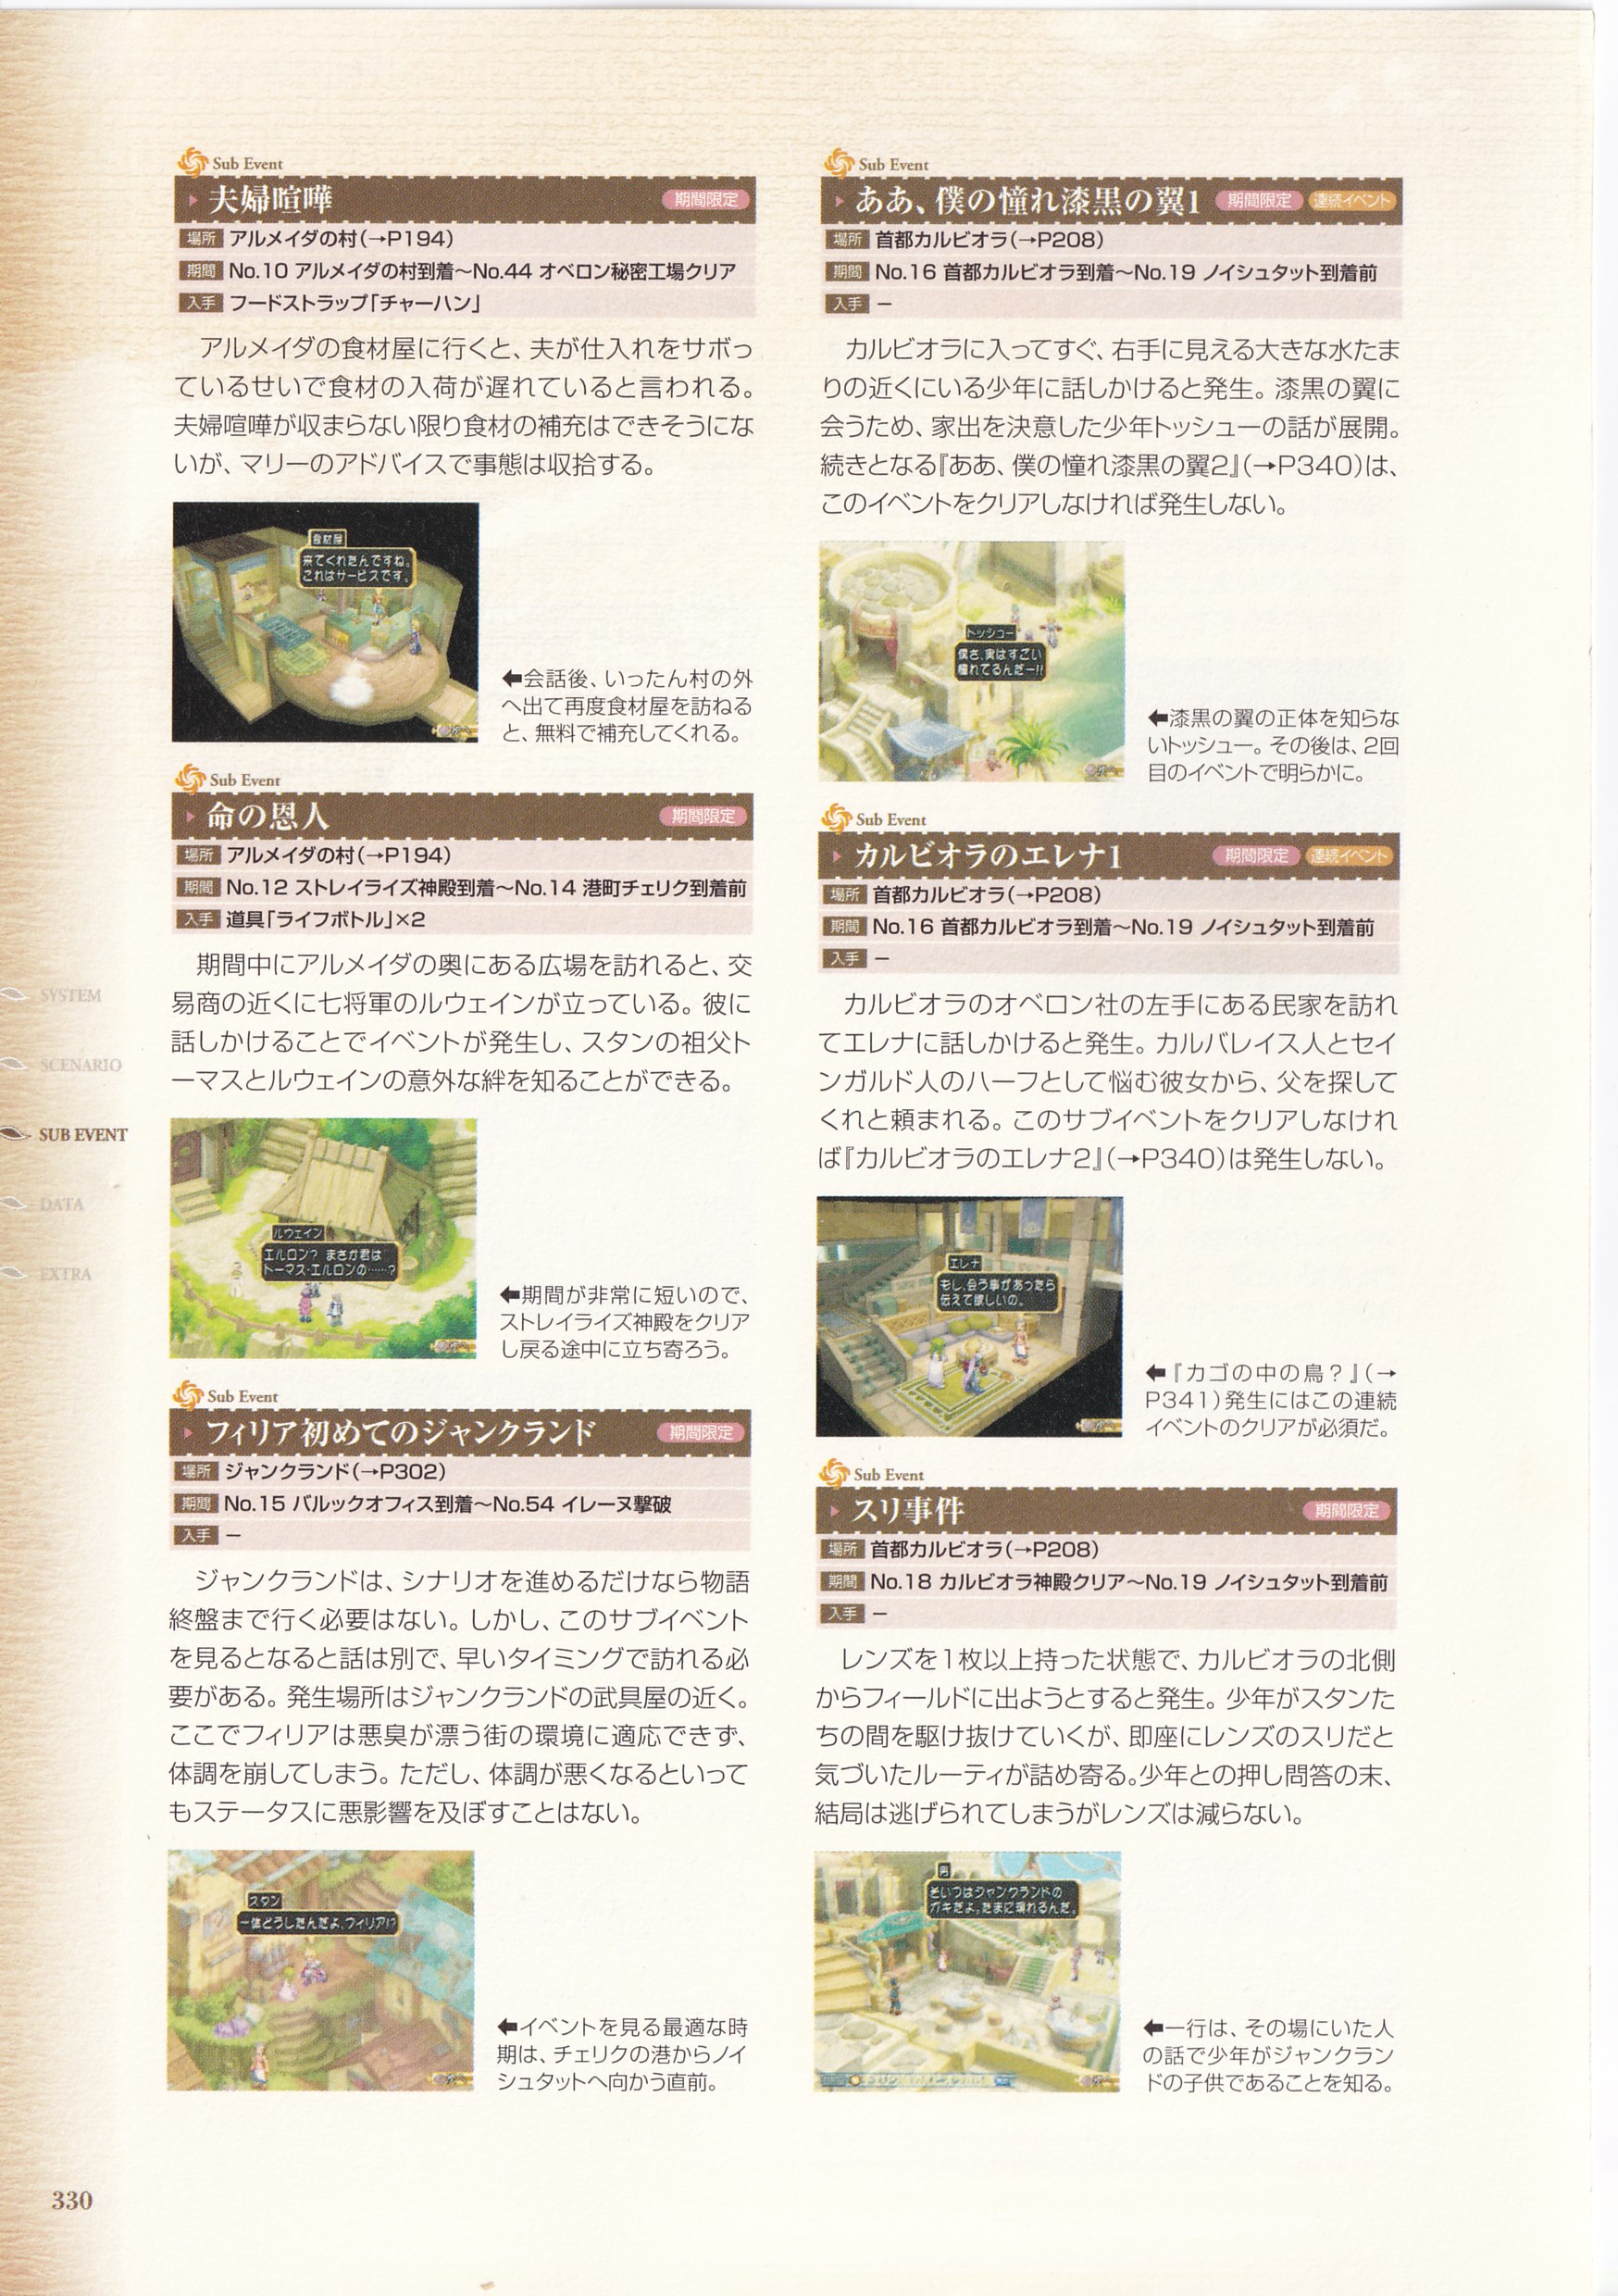 Sub Event
夫婦喧嘩 期間限定
場所 アルメイダの村(→P194)
期間 No.10 アルメイダの村到着～No.44 オベロン秘密工場クリア
入手 フードストラップ「チャーハン」
アルメイダの食材屋に行くと、夫が仕入れをサボっ
ているせいで食材の入荷が遅れていると言われる。
夫婦喧嘩が収まらない限り食材の補充はできそうにな
いが、マリーのアドバイスで事態は収拾する。
食材屋
来てくれたんですね。
これはサービスです。
←会話後、いったん村の外
へ出て再度食材屋を訪ねる
と、無料で補充してくれる。
Sub Event
命の恩人 期間限定
場所 アルメイダの村(→P194)
期間 No.12 ストレイライズ神殿到着～No.14 港町チェリク到着前
入手 道具「ライフボトル」×2
期間中にアルメイダの奥にある広場を訪れると、交
易商の近くに七将軍のルウェインが立っている。彼に
話しかけることでイベントが発生し、スタンの祖父ト
ーマスとルウェインの意外な絆を知ることができる。
ルウェイン
エルロン？ まさか君は
トーマス・エルロンの……？
←期間が非常に短いので、
ストレイライズ神殿をクリア
し戻る途中に立ち寄ろう。
Sub Event
フィリア初めてのジャンクランド 期間限定
場所 ジャンクランド(→P302)
期間 No.15 バルックオフィス到着～No.54 イレーヌ撃破
入手 －
ジャンクランドは、シナリオを進めるだけなら物語
終盤まで行く必要はない。しかし、このサブイベント
を見るとなると話は別で、早いタイミングで訪れる必
要がある。発生場所はジャンクランドの武具屋の近く。
ここでフィリアは悪臭が漂う街の環境に適応できず、
体調を崩してしまう。ただし、体調が悪くなるといって
もステータスに悪影響を及ぼすことはない。
スタン
一体どうしたんだよ、フィリア!?
←イベントを見る最適な時
期は、チェリクの港からノイ
シュタットへ向かう直前。
Sub Event
ああ、僕の憧れ漆黒の翼1 期間限定 連続イベント
場所 首都カルビオラ(→P208)
期間 No.16 首都カルビオラ到着～No.19 ノイシュタット到着前
入手 －
カルビオラに入ってすぐ、右手に見える大きな水たま
りの近くにいる少年に話しかけると発生。漆黒の翼に
会うため、家出を決意した少年トッシューの話が展開。
続きとなる『ああ、僕の憧れ漆黒の翼2』(→P340)は、
このイベントをクリアしなければ発生しない。
トッシュー
僕さ、実はすごい
憧れてるんだー!!
←漆黒の翼の正体を知らな
いトッシュー。その後は、2回
目のイベントで明らかに。
Sub Event
カルビオラのエレナ1 期間限定 連続イベント
場所 首都カルビオラ(→P208)
期間 No.16 首都カルビオラ到着～No.19 ノイシュタット到着前
入手 －
カルビオラのオベロン社の左手にある民家を訪れ
てエレナに話しかけると発生。カルバレイス人とセイ
ンガルド人のハーフとして悩む彼女から、父を探して
くれと頼まれる。このサブイベントをクリアしなけれ
ば『カルビオラのエレナ2』(→P340)は発生しない。
エレナ
もし、会う事があったら
伝えて欲しいの。
←『カゴの中の鳥？』(→
P341)発生にはこの連続
イベントのクリアが必須だ。
Sub Event
スリ事件 期間限定
場所 首都カルビオラ(→P208)
期間 No.18 カルビオラ神殿クリア～No.19 ノイシュタット到着前
入手 －
レンズを1枚以上持った状態で、カルビオラの北側
からフィールドに出ようとすると発生。少年がスタンた
ちの間を駆け抜けていくが、即座にレンズのスリだと
気づいたルーティが詰め寄る。少年との押し問答の末、
結局は逃げられてしまうがレンズは減らない。
男
そいつはジャンクランドの
ガキだよ。たまに現れるんだ。
←一行は、その場にいた人
の話で少年がジャンクラン
ドの子供であることを知る。
SYSTEM
SCENARIO
SUB EVENT
DATA
EXTRA
330